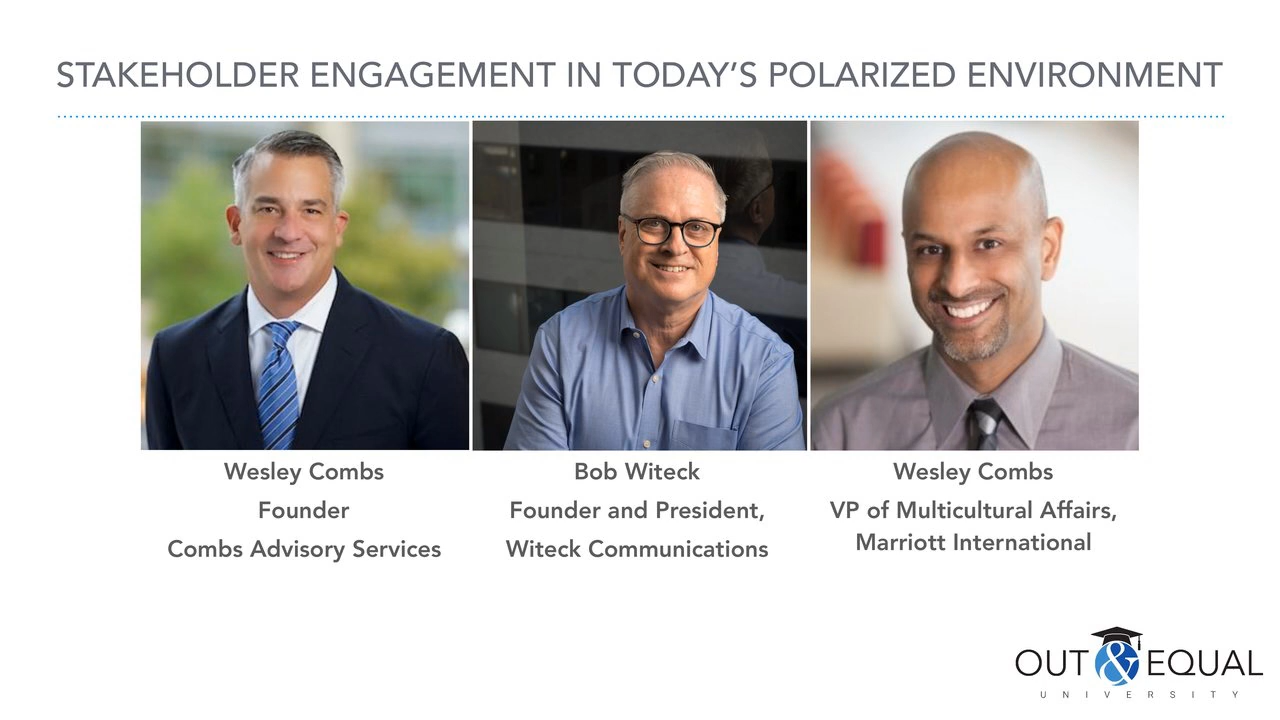 STAKEHOLDER ENGAGEMENT IN TODAY'S POLARIZED ENVIRONMENT
Wesley Combs
Founder
Combs Advisory Services
Bob Witeck
Founder and President,
Witeck Communications
Wesley Combs
VP of Multicultural Affairs,
Marriott International
OUT & EQUAL
UNIVERSITY